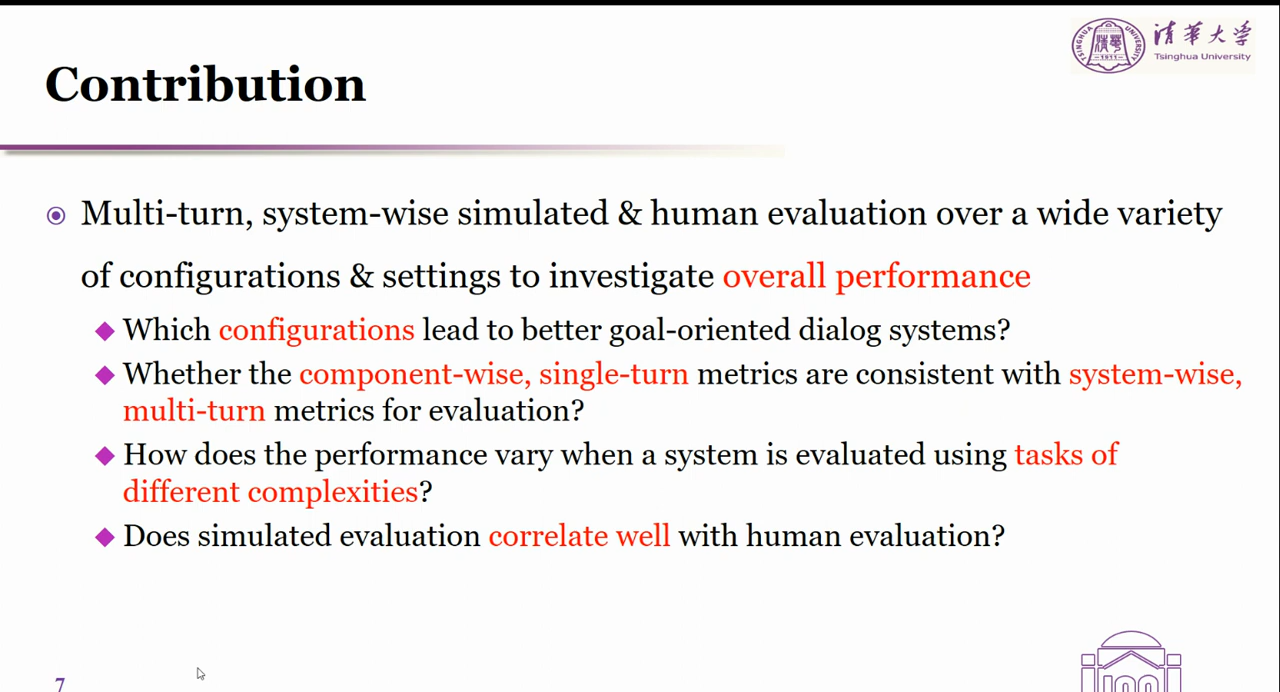 清華大学
TSINGHUA UNIVERSITY
-1911-
Tsinghua University
Contribution
Multi-turn, system-wise simulated & human evaluation over a wide variety
of configurations & settings to investigate overall performance
Which configurations lead to better goal-oriented dialog systems?
Whether the component-wise, single-turn metrics are consistent with system-wise,
multi-turn metrics for evaluation?
How does the performance vary when a system is evaluated using tasks of
different complexities?
Does simulated evaluation correlate well with human evaluation?
7